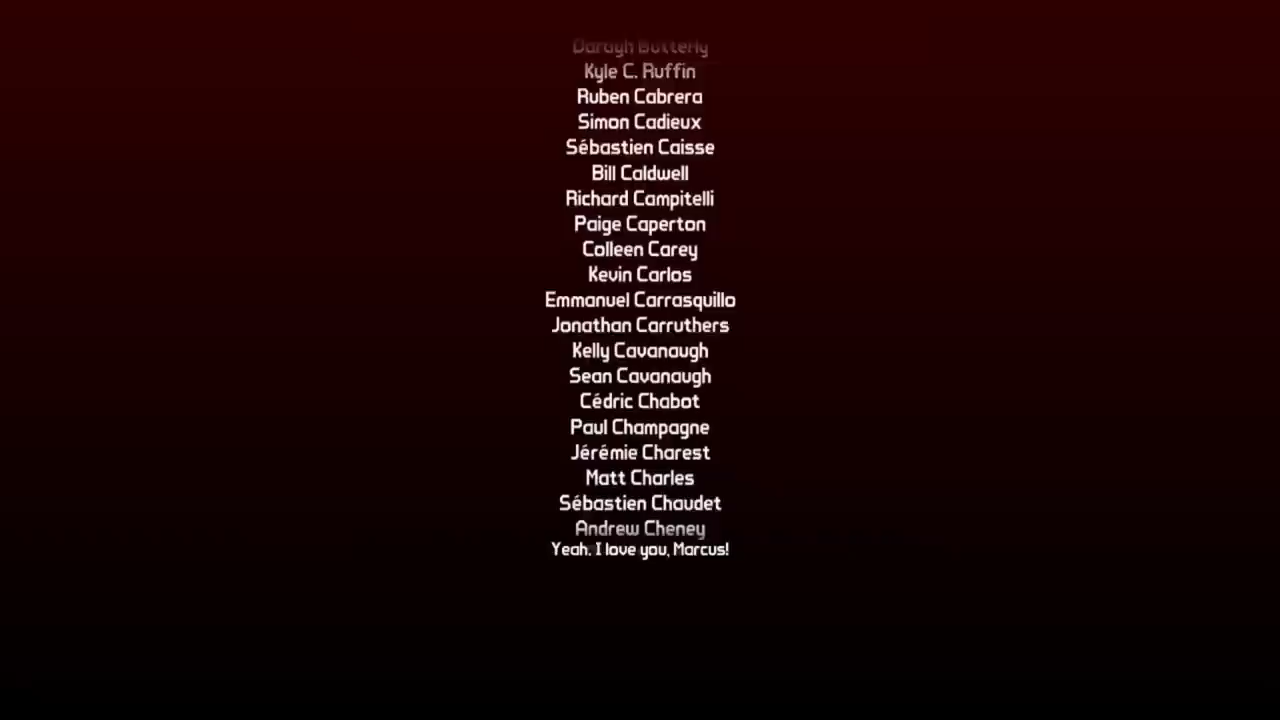 Kyle C. Ruffin
Ruben Cabrera
Simon Cadieux
Sébastien Caisse
Bill Caldwell
Richard Campitelli
Paige Caperton
Colleen Carey
Kevin Carlos
Emmanuel Carrasquillo
Jonathan Carruthers
Kelly Cavanaugh
Sean Cavanaugh
Cédric Chabot
Paul Champagne
Jérémie Charest
Matt Charles
Sébastien Chaudet
Andrew Cheney
Yeah. I love you, Marcus!